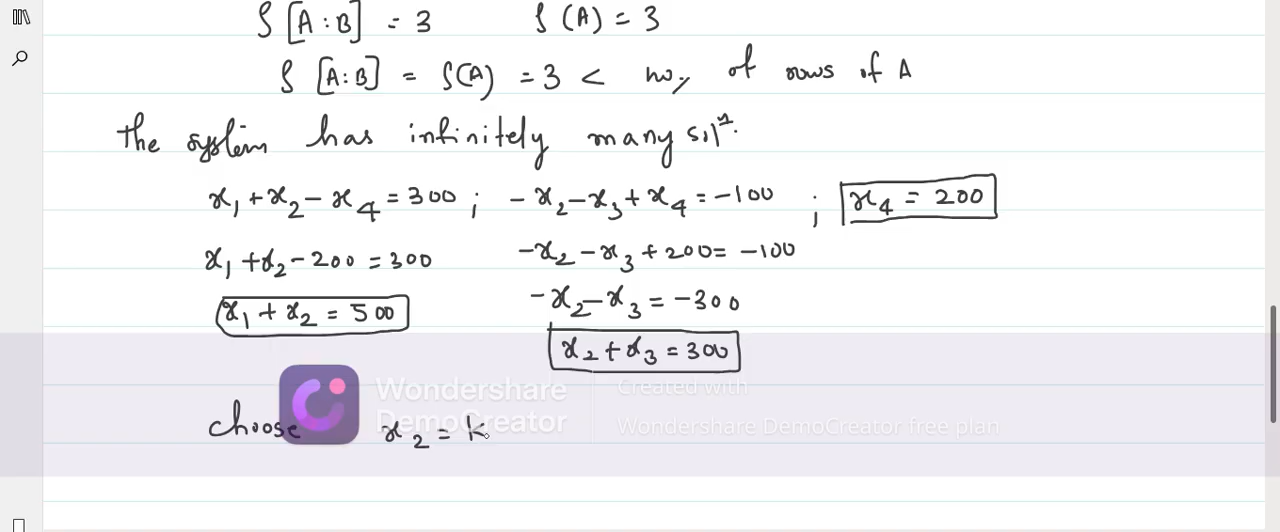 ρ [A : B] = 3 ρ (A) = 3
ρ [A : B] = ρ(A) = 3 < no, of rows of A
The system has infinitely many solⁿ.
x₁ + x₂ - x₄ = 300 ; - x₂ - x₃ + x₄ = -100 ; x₄ = 200
x₁ + x₂ - 200 = 300 -x₂ - x₃ + 200 = -100
x₁ + x₂ = 500 -x₂ - x₃ = -300
x₂ + x₃ = 300
Wondershare
DemoCreator
Created with
Wondershare DemoCreator free plan
choose x₂ = k